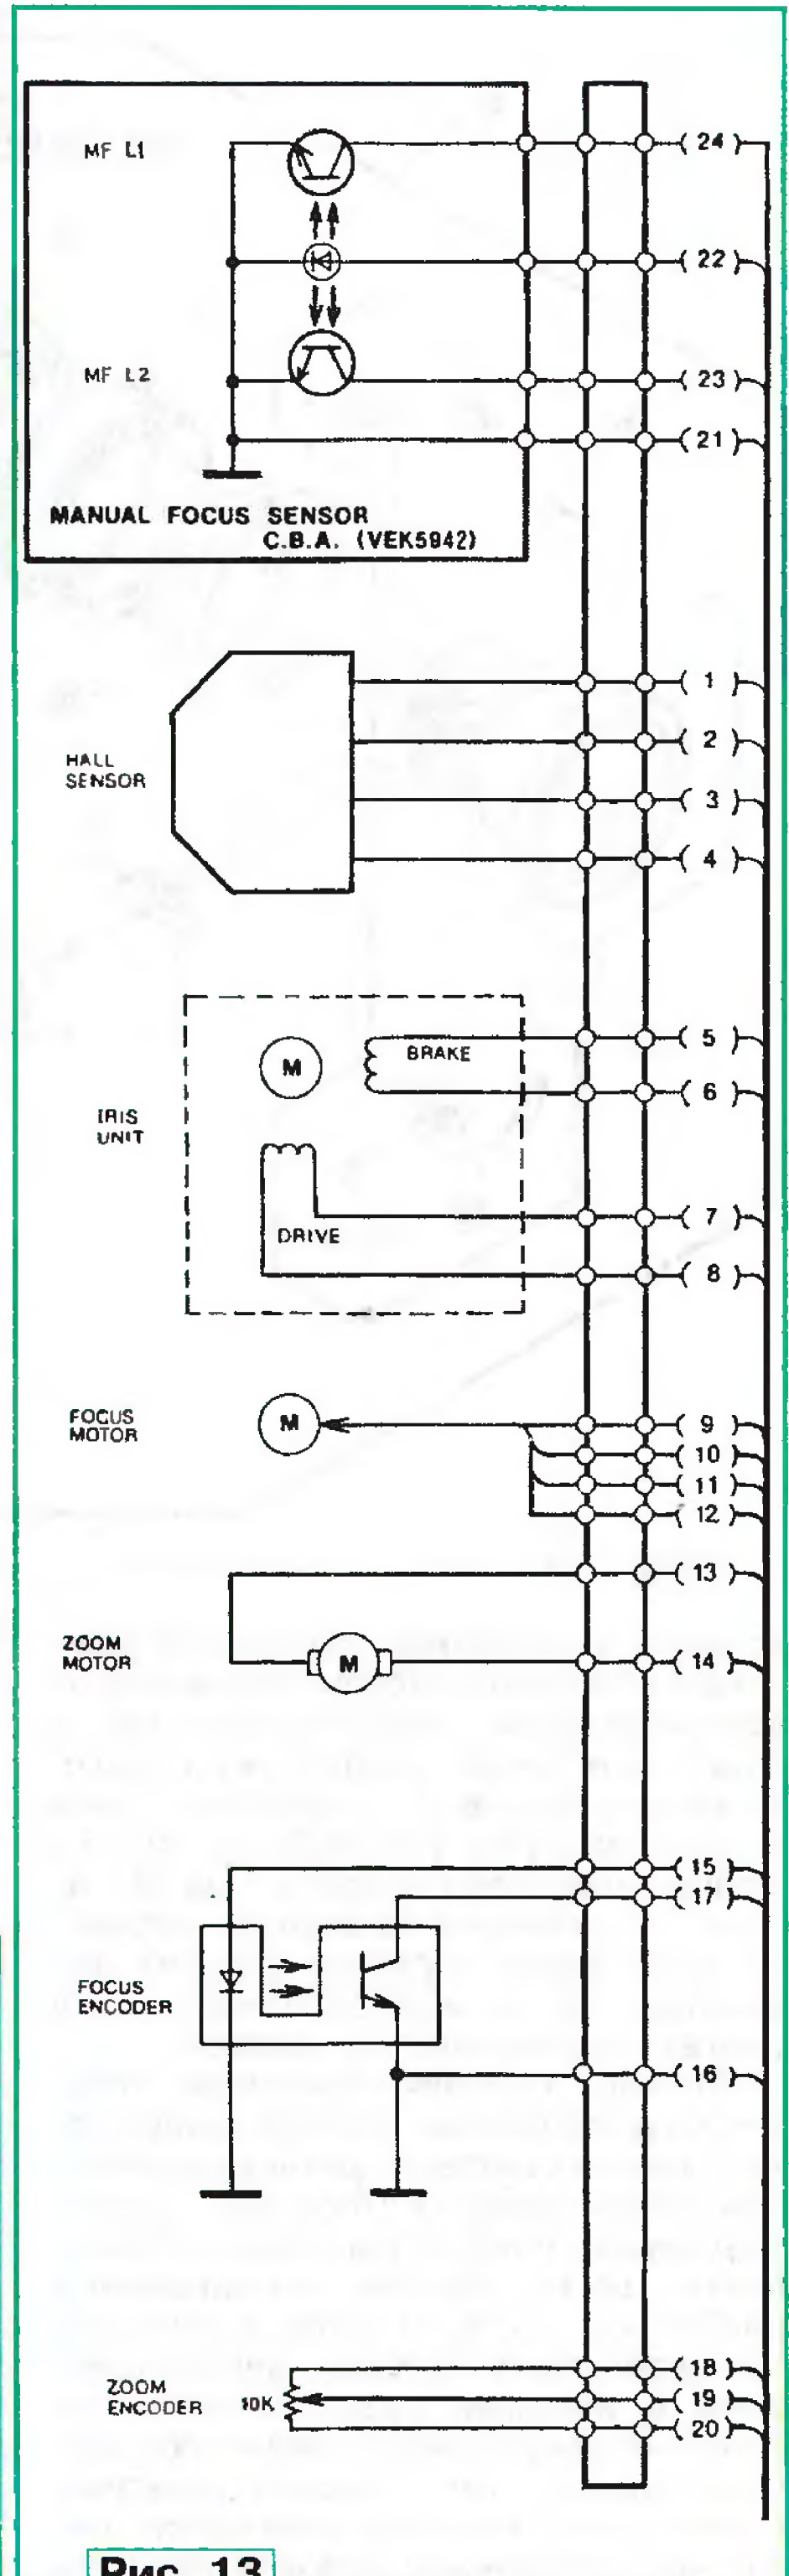 MF L1
24
22
MF L2
23
21
MANUAL FOCUS SENSOR
C.B.A. (VEK5942)
1
2
HALL
SENSOR
3
4
5
BRAKE
M
6
IRIS
UNIT
7
DRIVE
8
FOCUS
MOTOR
M
9
10
11
12
13
ZOOM
MOTOR
M
14
15
17
FOCUS
ENCODER
16
18
ZOOM
ENCODER
10K
19
20
Рис. 13